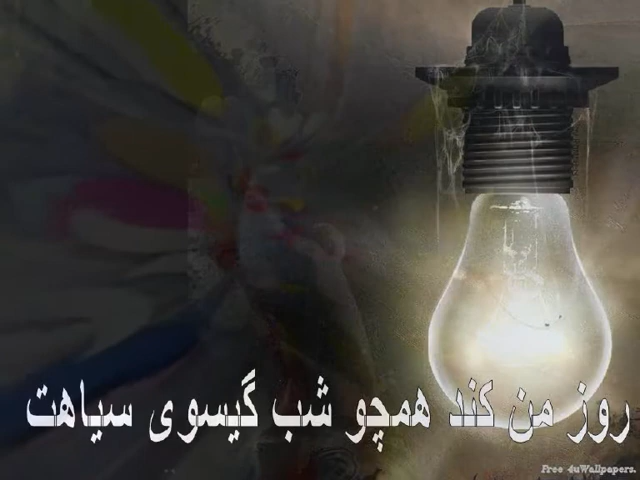 روز من کند همچو شب گیسوی سیاهت
Free 4uWallpapers.